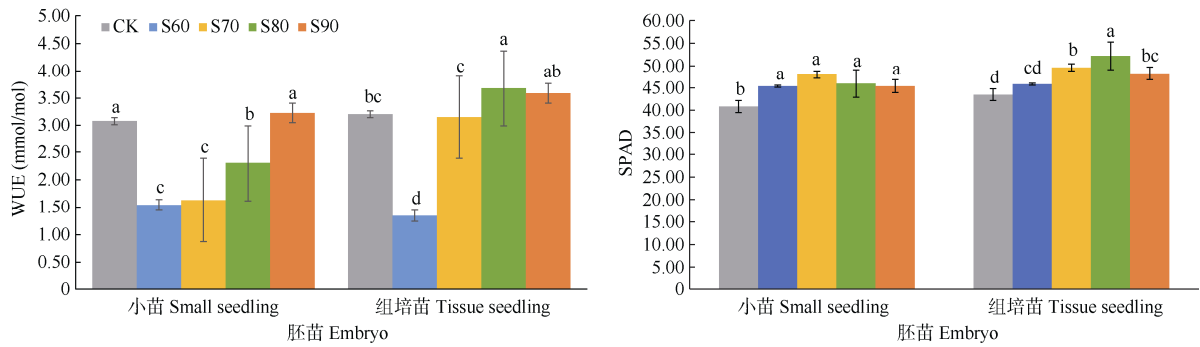 CK S60 S70 S80 S90
WUE (mmol/mol)
5.00
4.50
4.00
3.50
3.00
2.50
2.00
1.50
1.00
0.50
0
a c c b a
bc d c a ab
小苗 Small seedling 组培苗 Tissue seedling
胚苗 Embryo
SPAD
60.00
55.00
50.00
45.00
40.00
35.00
30.00
25.00
20.00
15.00
10.00
5.00
0
b a a a a
d cd b a bc
小苗 Small seedling 组培苗 Tissue seedling
胚苗 Embryo